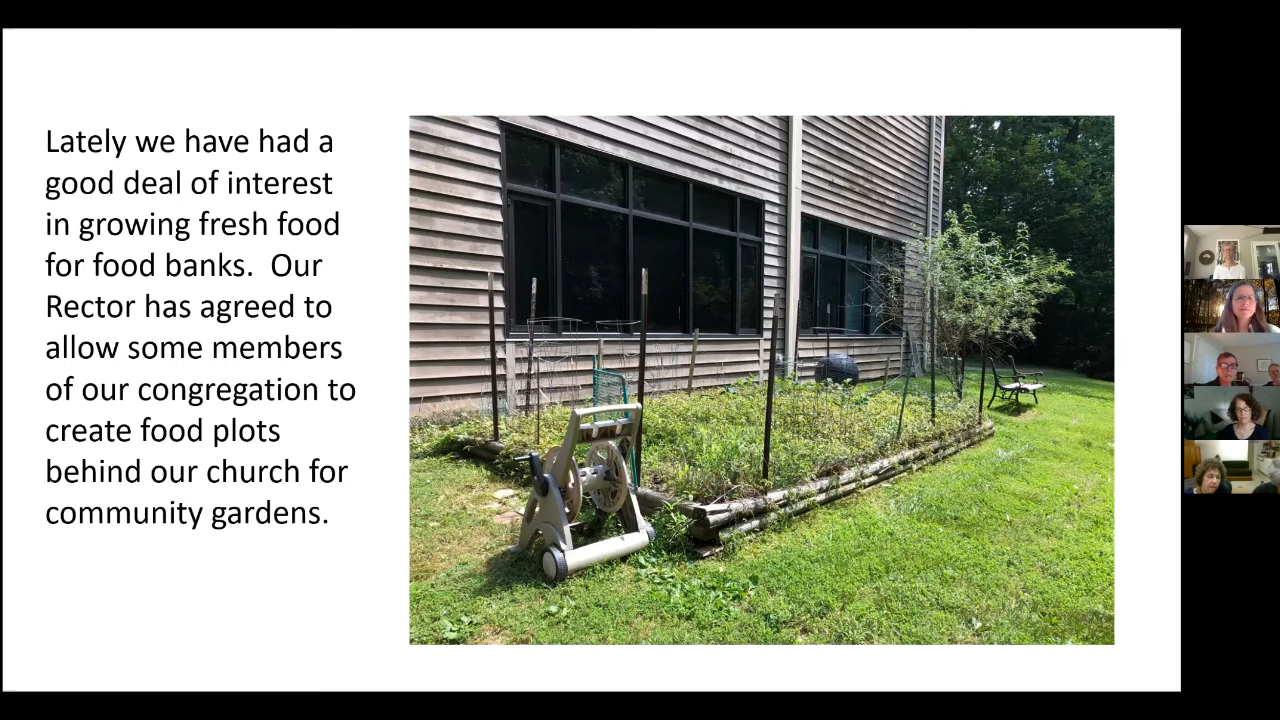 Lately we have had a
good deal of interest
in growing fresh food
for food banks.  Our
Rector has agreed to
allow some members
of our congregation to
create food plots
behind our church for
community gardens.